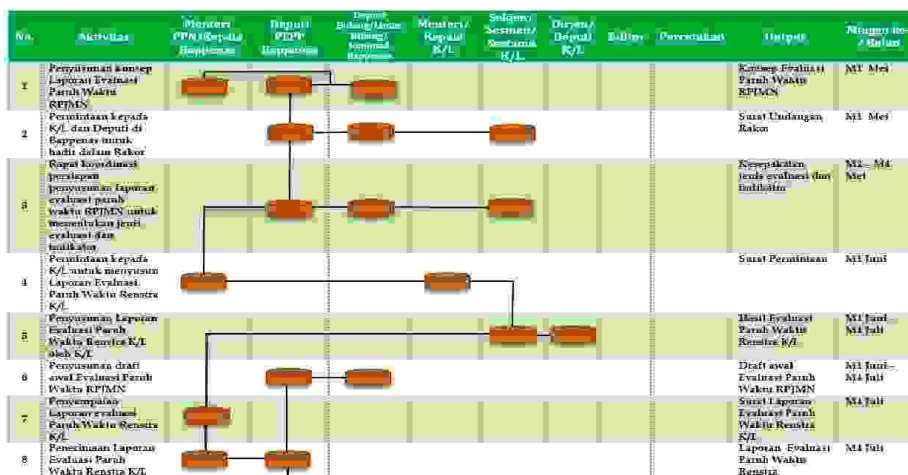 No.
Aktivitas
Menteri
PPN/Kepala
Bappenas
Deputi
PEPP
Bappenas
Deputi
Bappenas
Menteri/
Kepala
K/L
Sekjen/
Sesmen/
Sestama
K/L
Dirjen/
Deputi
K/L
Editor
Percetakan
Output
Minggu ke-
/ Bulan
1
Penyusunan konsep
Laporan Evaluasi
Paruh Waktu
RPJMN
Konsep Evaluasi
Paruh Waktu
RPJMN
M1 Mei
2
Permintaan kepada
K/L dan Deputi di
Bappenas untuk
hadir dalam Rakor
Surat Undangan
Rakor
Mei
3
Rapat koordinasi
persiapan
penyusunan laporan
evaluasi paruh
waktu RPJMN untuk
menentukan jenis
evaluasi dan
indikator
Kesepakatan
jenis evaluasi dan
indikator
M2 – M4
Mei
4
Permintaan kepada
K/L untuk menyusun
Laporan Evaluasi
Paruh Waktu Renstra
K/L
Surat Permintaan
Juni
5
Penyusunan Laporan
Evaluasi Paruh
Waktu Renstra K/L
oleh K/L
Hasil Evaluasi
Paruh Waktu
Renstra K/L
Juni
M4 Juli
6
Penyusunan draft
awal Evaluasi Paruh
Waktu RPJMN
Draft awal
Evaluasi Paruh
Waktu RPJMN
Juni –
M4 Juli
7
Penyampaian
Laporan evaluasi
Paruh Waktu Renstra
K/L
Surat Laporan
Evaluasi Paruh
Waktu Renstra
K/L
M4 Juli
8
Penerimaan Laporan
Evaluasi Paruh
Waktu Renstra K/L
Laporan Evaluasi
Paruh Waktu
Renstra
M4 Juli